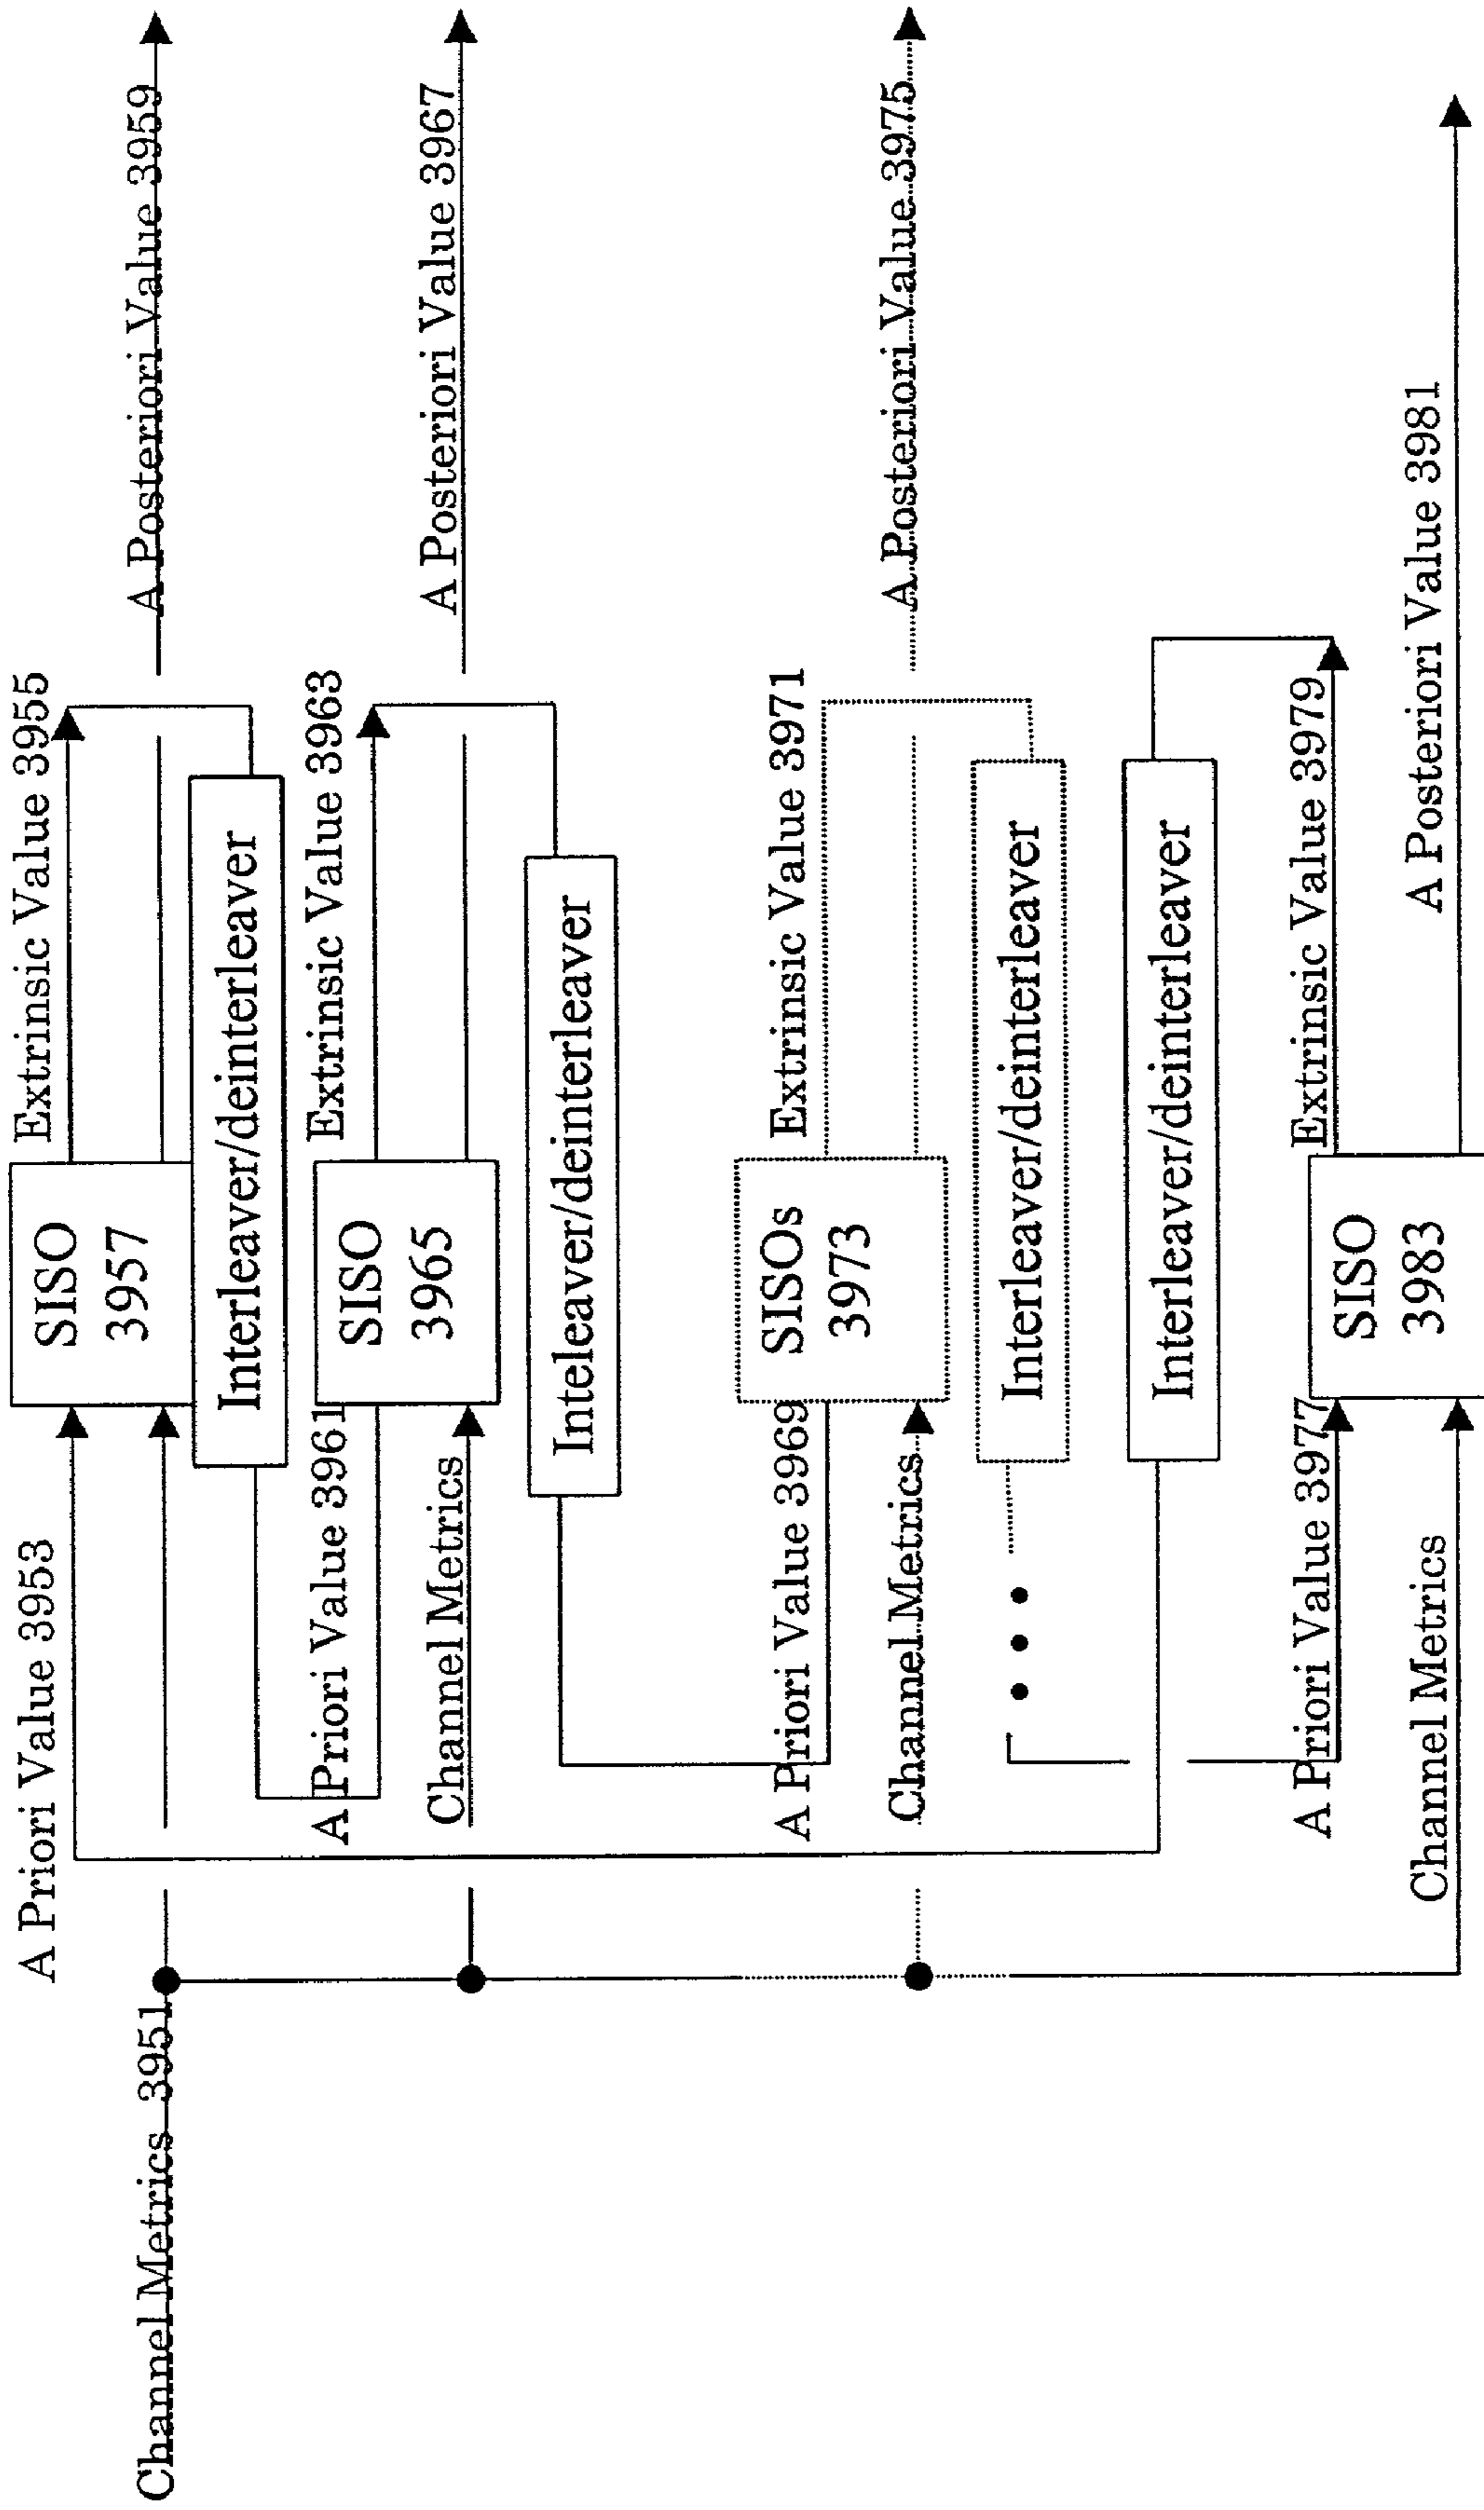 A Priori Value 3953
Extrinsic Value 3955
SISO
3957
Channel Metrics 3951
A Posteriori Value 3959
Interleaver/deinterleaver
A Priori Value 3961
Extrinsic Value 3963
SISO
3965
Channel Metrics
A Posteriori Value 3967
Inteleaver/deinterleaver
A Priori Value 3969
Extrinsic Value 3971
SISOs
3973
Channel Metrics
A Posteriori Value 3975
Interleaver/deinterleaver
Interleaver/deinterleaver
A Priori Value 3977
Extrinsic Value 3979
SISO
3983
Channel Metrics
A Posteriori Value 3981